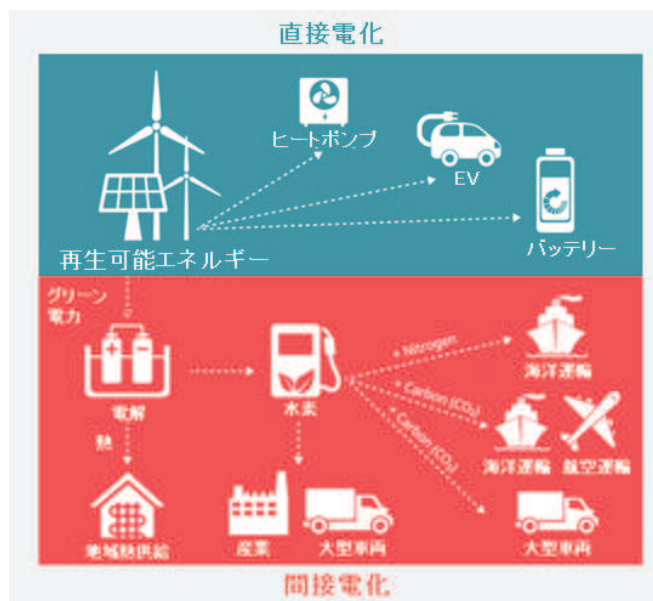 直接電化
ヒートポンプ
EV
バッテリー
再生可能エネルギー
グリーン
電力
+ Nitrogen
海洋運輸
電解
水素
+ Carbon (CO₂)
+ Carbon (CO₂)
熱
海洋運輸
航空運輸
地域熱供給
産業
大型車両
大型車両
間接電化